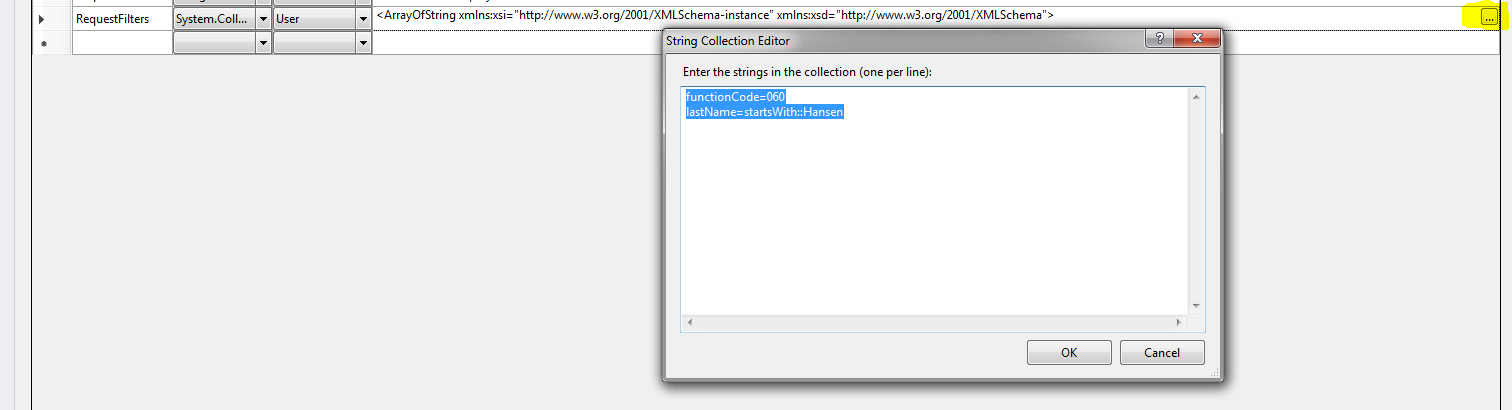 RequestFilters System.Coll... User <ArrayOfString xmlns:xsi="http://www.w3.org/2001/XMLSchema-instance" xmlns:xsd="http://www.w3.org/2001/XMLSchema"> ...
String Collection Editor
Enter the strings in the collection (one per line):
functionCode=060
lastName=startsWith::Hansen
OK Cancel